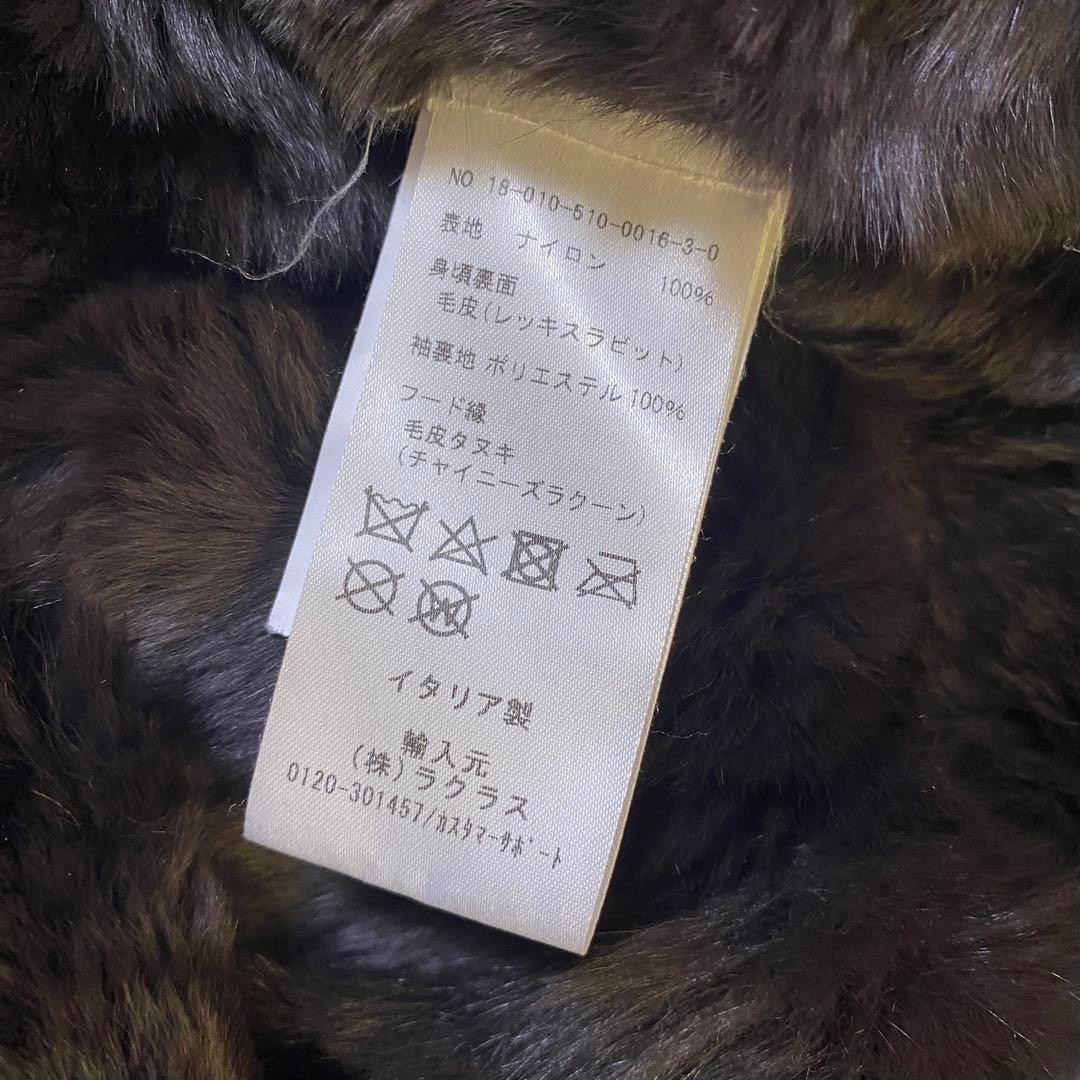 NO 18-010-510-0016-3-0
表地 ナイロン 100%
身頃裏面
毛皮(レッキスラビット)
袖裏地 ポリエステル 100%
フード縁
毛皮タヌキ
(チャイニーズラクーン)
イタリア製
輸入元
(株)ラクラス
0120-301457/ｶｽﾀﾏｰｻﾎﾟｰﾄ